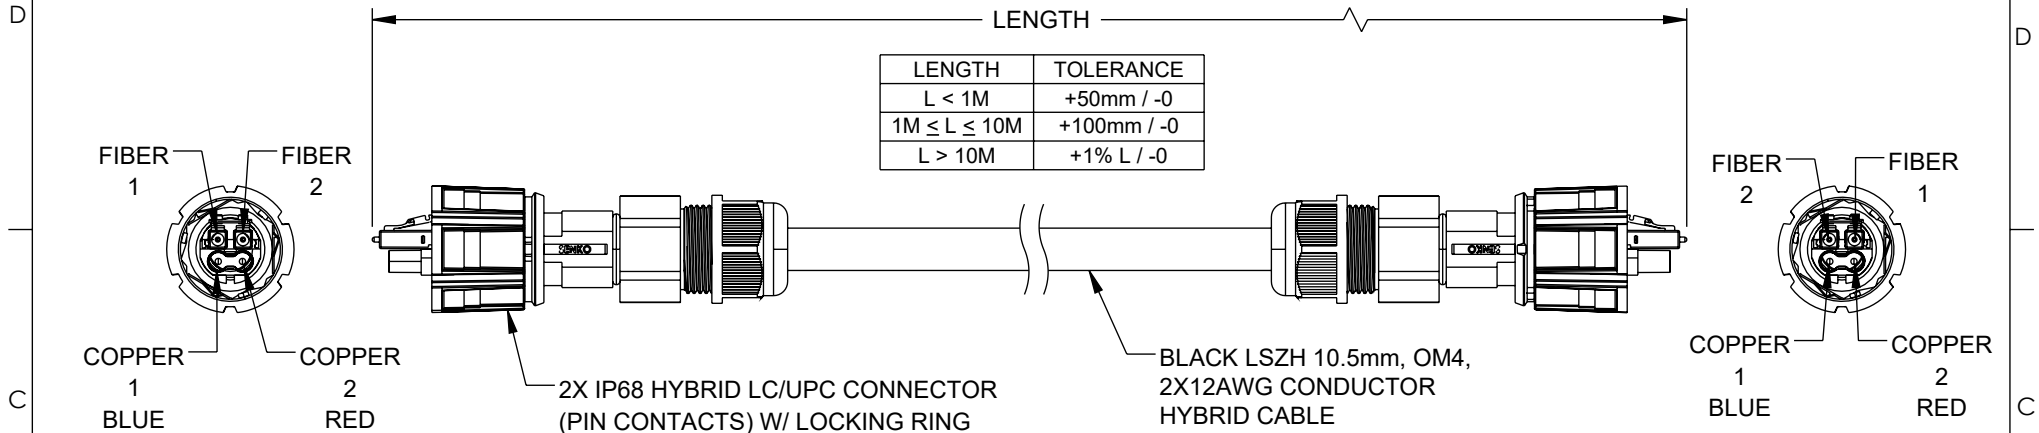 D
LENGTH
D
LENGTH TOLERANCE
L < 1M +50mm / -0
1M ≤ L ≤ 10M +100mm / -0
L > 10M +1% L / -0
FIBER
1
FIBER
2
FIBER
2
FIBER
1
SENKO
SENKO
COPPER
1
BLUE
COPPER
2
RED
2X IP68 HYBRID LC/UPC CONNECTOR
(PIN CONTACTS) W/ LOCKING RING
BLACK LSZH 10.5mm, OM4,
2X12AWG CONDUCTOR
HYBRID CABLE
COPPER
1
BLUE
COPPER
2
RED
C
C